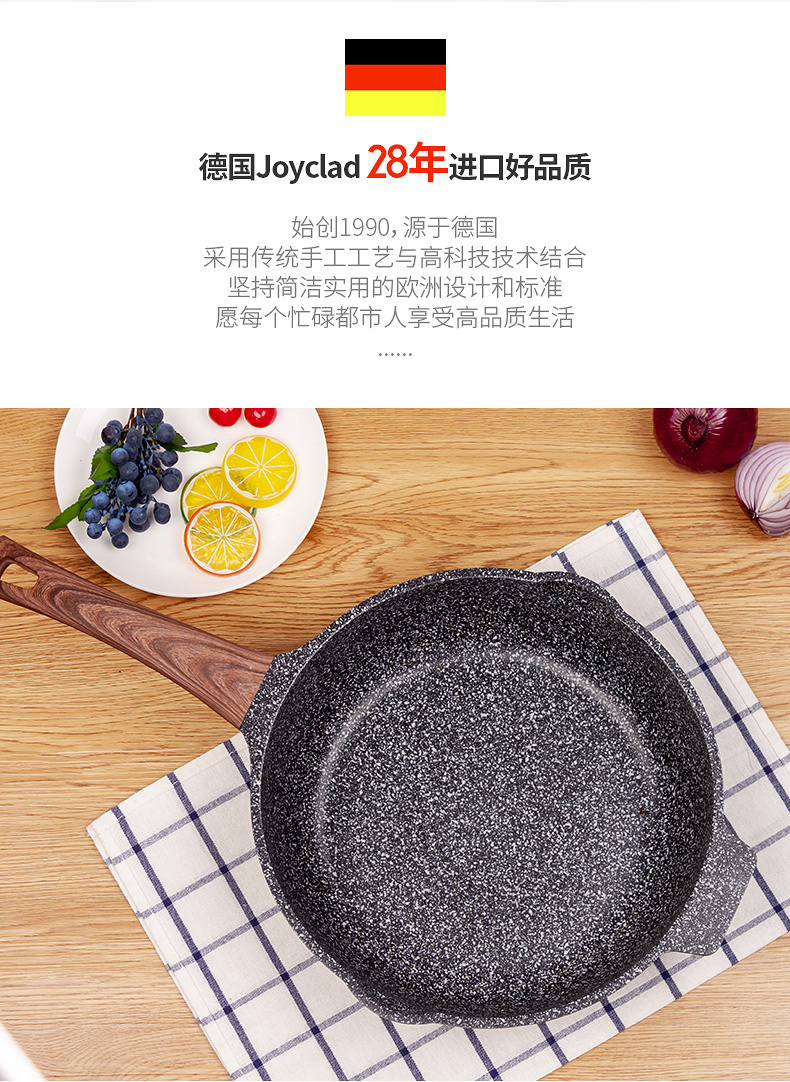 德国Joyclad 28年进口好品质
始创1990，源于德国
采用传统手工工艺与高科技技术结合
坚持简洁实用的欧洲设计和标准
愿每个忙碌都市人享受高品质生活
......